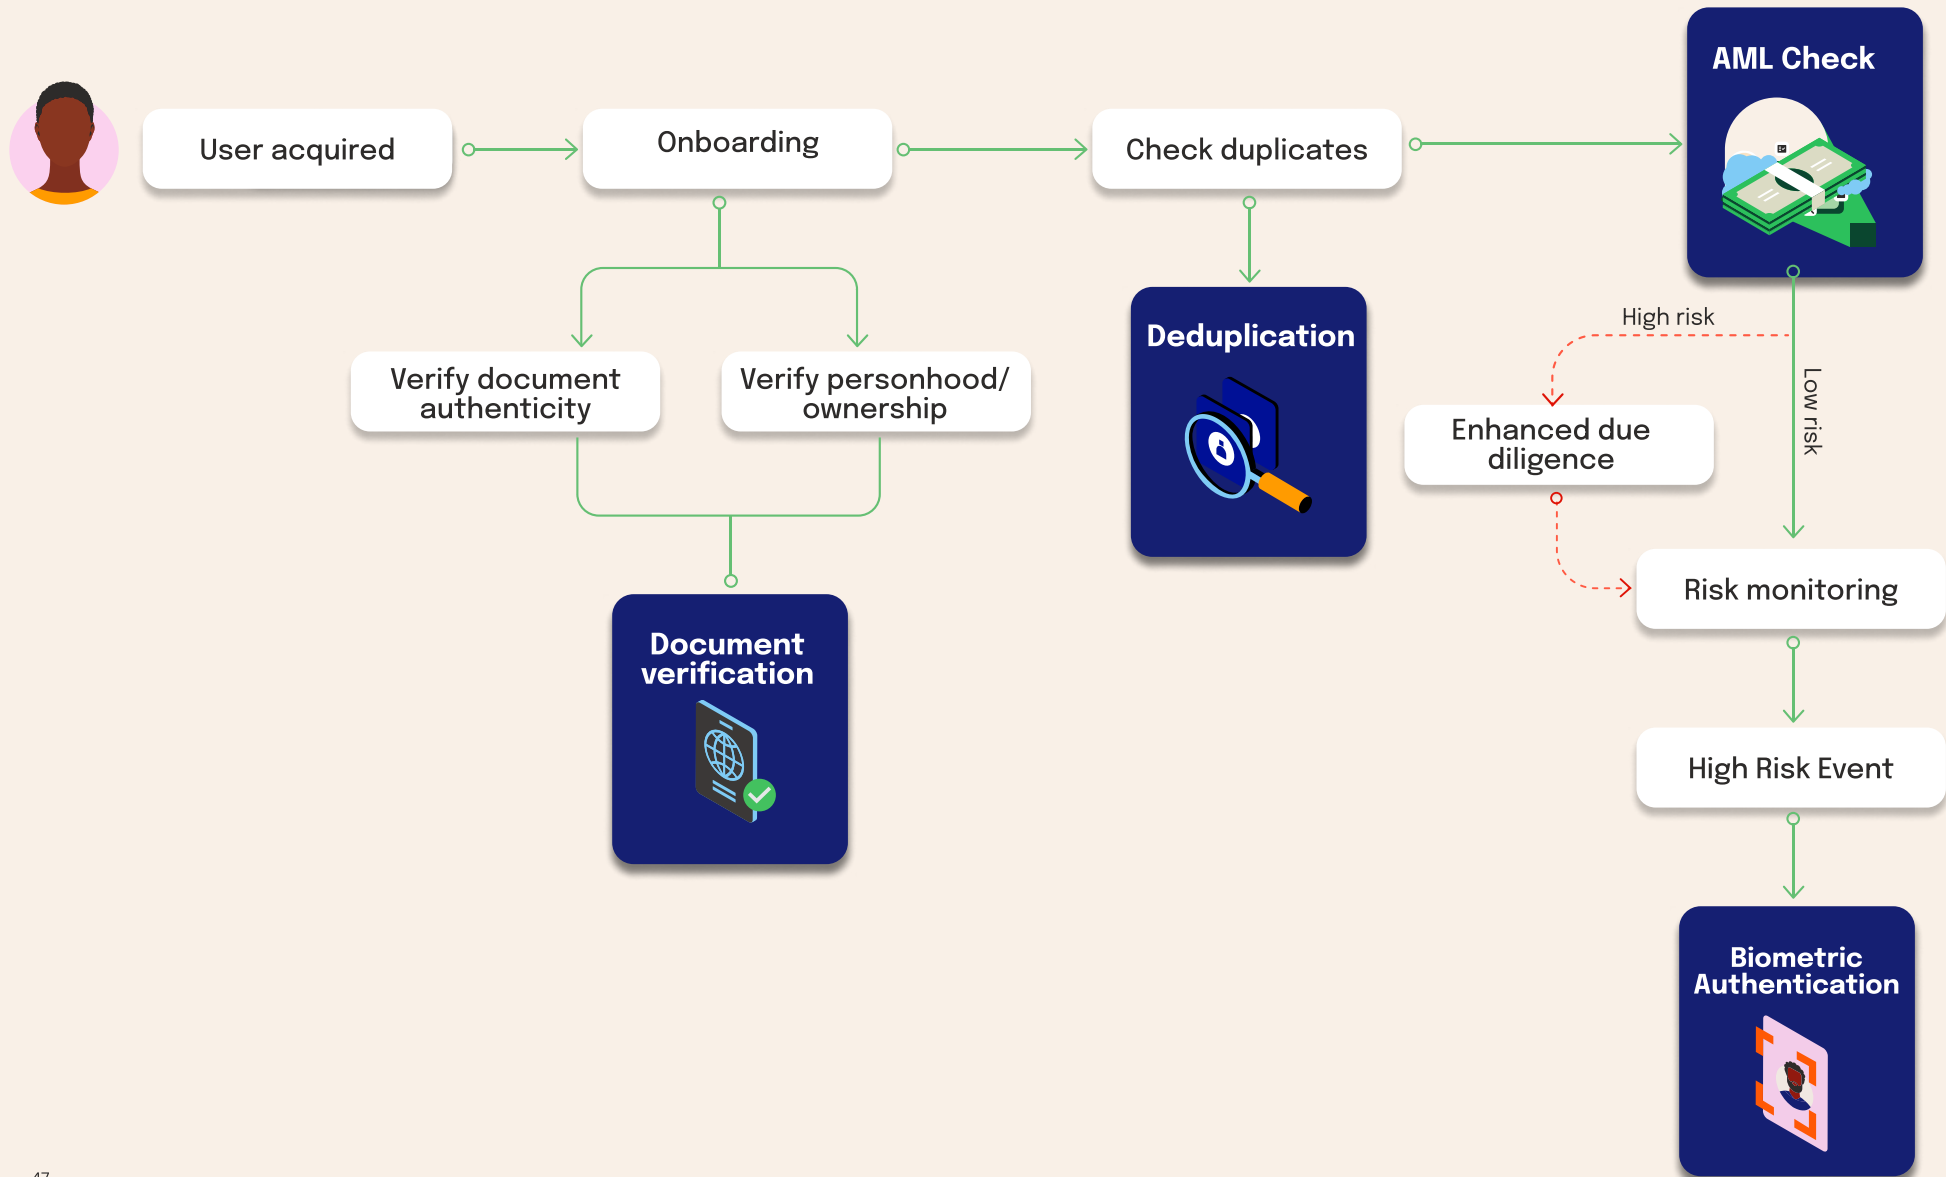 AML Check
User acquired
Onboarding
Check duplicates
High risk
Low risk
Deduplication
Verify document
authenticity
Verify personhood/
ownership
Enhanced due
diligence
Risk monitoring
Document
verification
High Risk Event
Biometric
Authentication
47